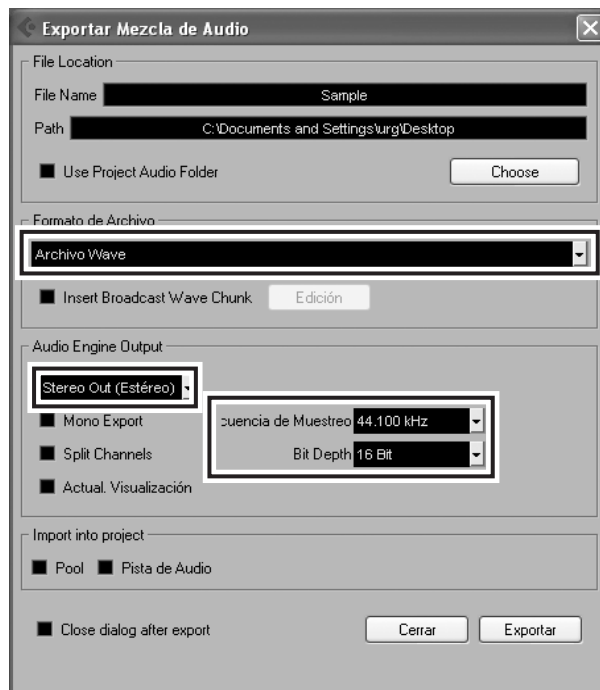 Exportar Mezcla de Audio
File Location
File Name Sample
Path C:\Documents and Settings\urg\Desktop
Use Project Audio Folder Choose
Formato de Archivo
Archivo Wave
Insert Broadcast Wave Chunk Edición
Audio Engine Output
Stereo Out (Estéreo)
Mono Export cuencia de Muestreo 44.100 kHz
Split Channels Bit Depth 16 Bit
Actual. Visualización
Import into project
Pool Pista de Audio
Close dialog after export Cerrar Exportar